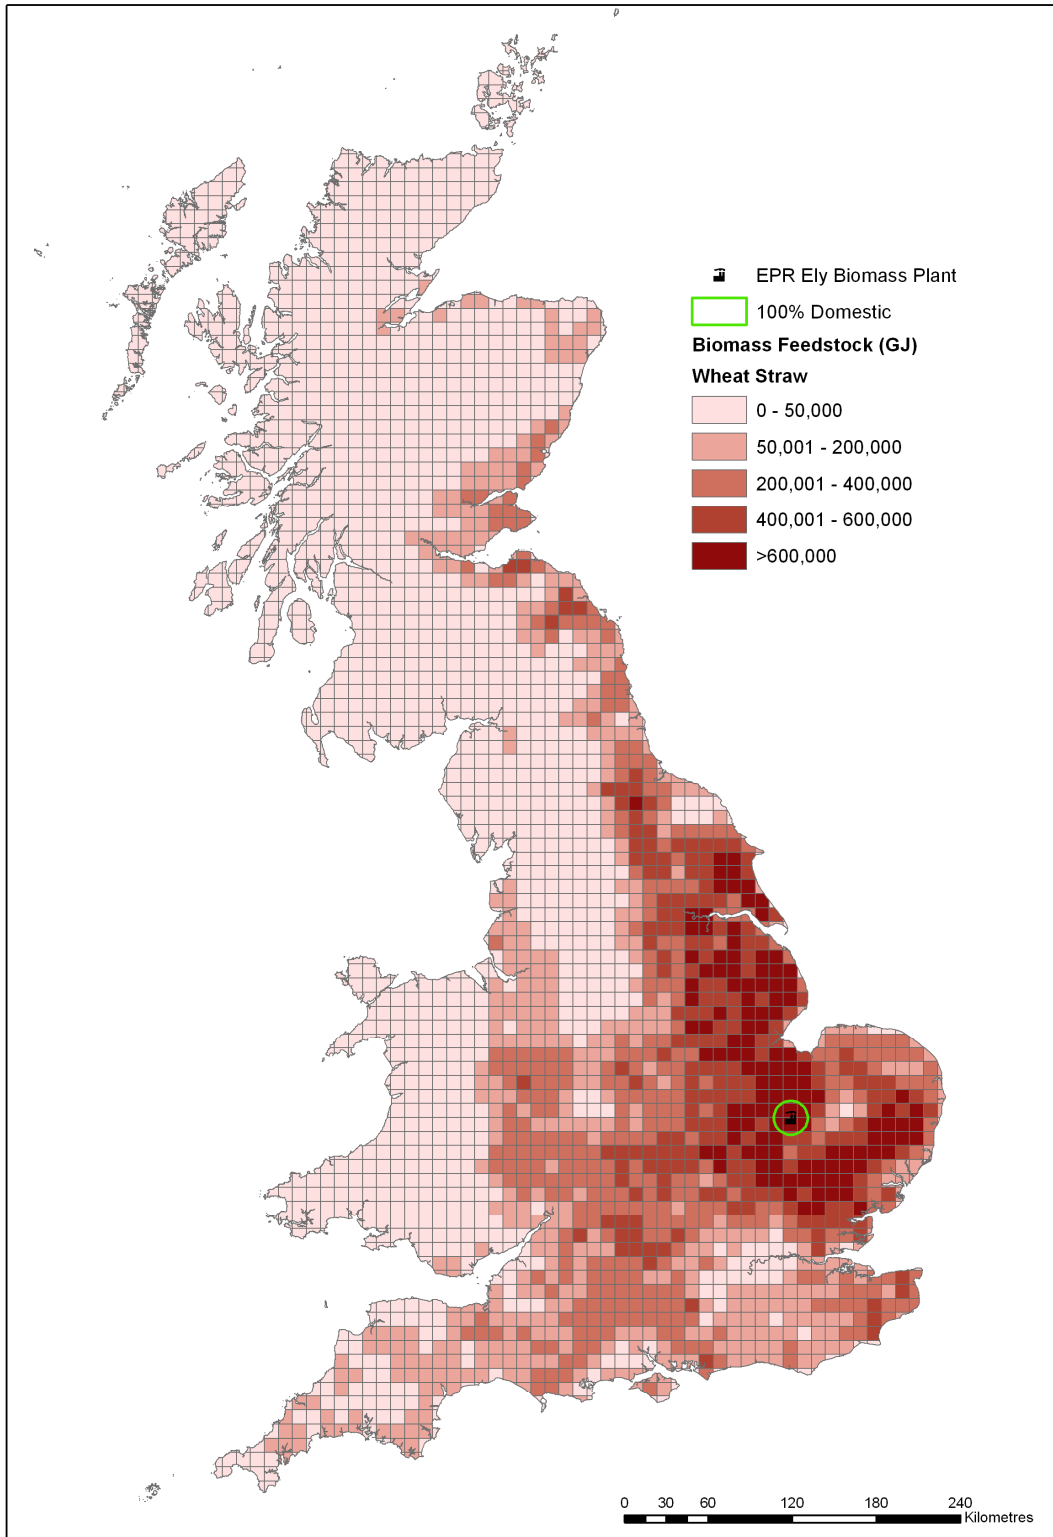 EPR Ely Biomass Plant
100% Domestic
Biomass Feedstock (GJ)
Wheat Straw
0 - 50,000
50,001 - 200,000
200,001 - 400,000
400,001 - 600,000
>600,000
0 30 60 120 180 240
Kilometres